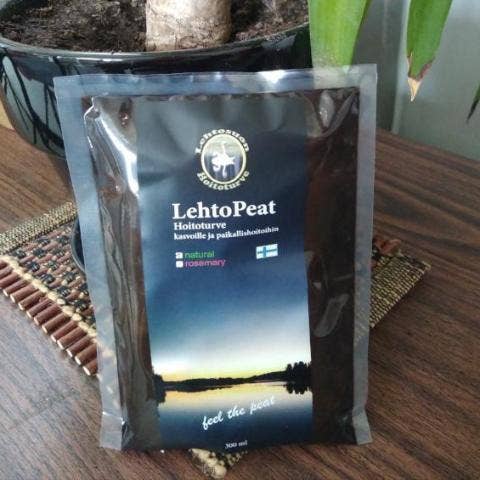 Lehtosuon
Hoitoturve
LehtoPeat
Hoitoturve
kasvoille ja paikallishoitoihin
natural
rosemary
feel the peat
300 ml